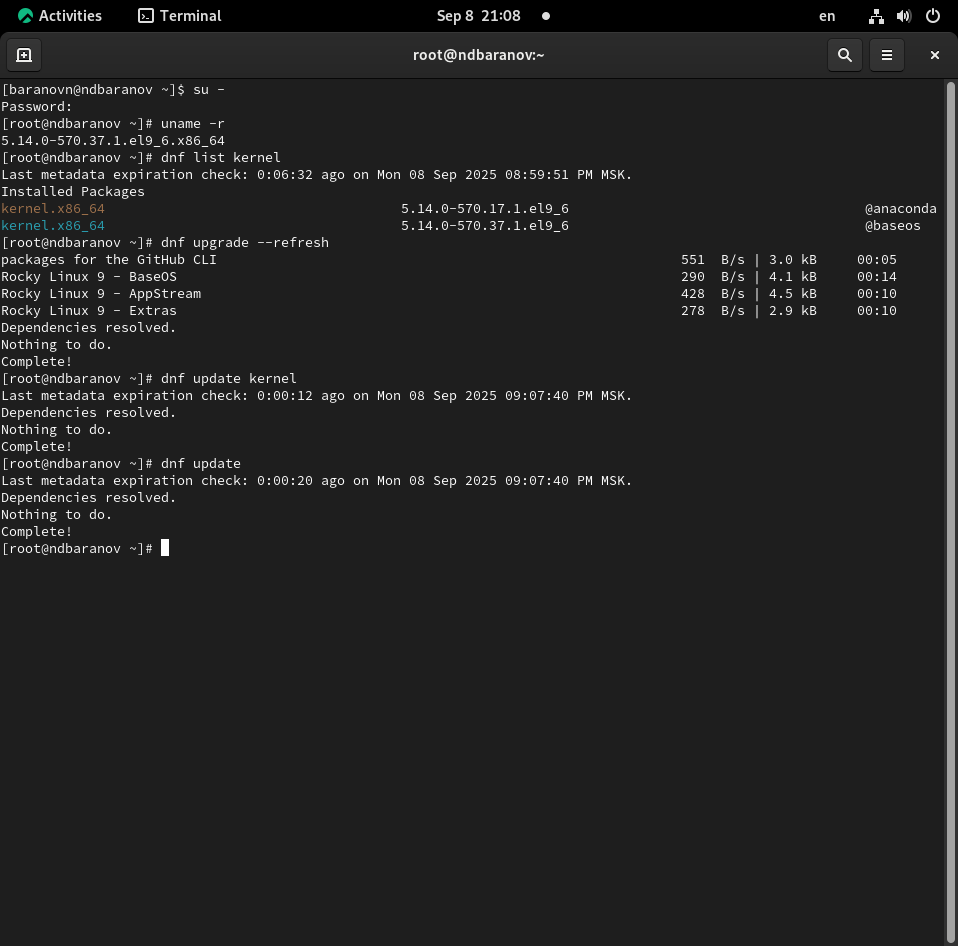 Activities Terminal Sep 8 21:08 en
root@ndbaranov:~
[baranovn@ndbaranov ~]$ su -
Password:
[root@ndbaranov ~]# uname -r
5.14.0-570.37.1.el9_6.x86_64
[root@ndbaranov ~]# dnf list kernel
Last metadata expiration check: 0:06:32 ago on Mon 08 Sep 2025 08:59:51 PM MSK.
Installed Packages
kernel.x86_64 5.14.0-570.17.1.el9_6 @anaconda
kernel.x86_64 5.14.0-570.37.1.el9_6 @baseos
[root@ndbaranov ~]# dnf upgrade --refresh
packages for the GitHub CLI 551 B/s | 3.0 kB 00:05
Rocky Linux 9 - BaseOS 290 B/s | 4.1 kB 00:14
Rocky Linux 9 - AppStream 428 B/s | 4.5 kB 00:10
Rocky Linux 9 - Extras 278 B/s | 2.9 kB 00:10
Dependencies resolved.
Nothing to do.
Complete!
[root@ndbaranov ~]# dnf update kernel
Last metadata expiration check: 0:00:12 ago on Mon 08 Sep 2025 09:07:40 PM MSK.
Dependencies resolved.
Nothing to do.
Complete!
[root@ndbaranov ~]# dnf update
Last metadata expiration check: 0:00:20 ago on Mon 08 Sep 2025 09:07:40 PM MSK.
Dependencies resolved.
Nothing to do.
Complete!
[root@ndbaranov ~]#